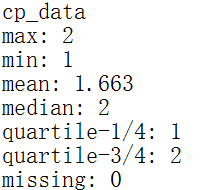 cp_data
max: 2
min: 1
mean: 1.663
median: 2
quartile-1/4: 1
quartile-3/4: 2
missing: 0